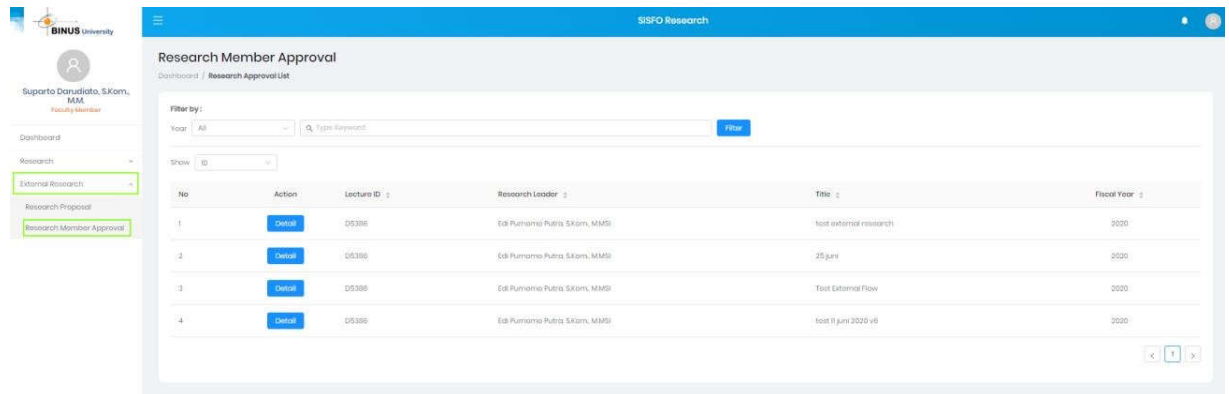 BINUS University
SISFO Research
Suparto Darudiato, S.Kom.,
M.M.
Faculty Member
Dashboard
Research
External Research
Research Proposal
Research Member Approval
Research Member Approval
Dashboard / Research Approval List
Filter by :
Year All Type Keyword Filter
Show 10
No Action Lecture ID Research Leader Title Fiscal Year
1 Detail D5386 Edi Purnomo Putra, S.Kom., M.MSI test external research 2020
2 Detail D5386 Edi Purnomo Putra, S.Kom., M.MSI 25 juni 2020
3 Detail D5386 Edi Purnomo Putra, S.Kom., M.MSI Test External Flow 2020
4 Detail D5386 Edi Purnomo Putra, S.Kom., M.MSI test 11 juni 2020 v6 2020
< 1 >